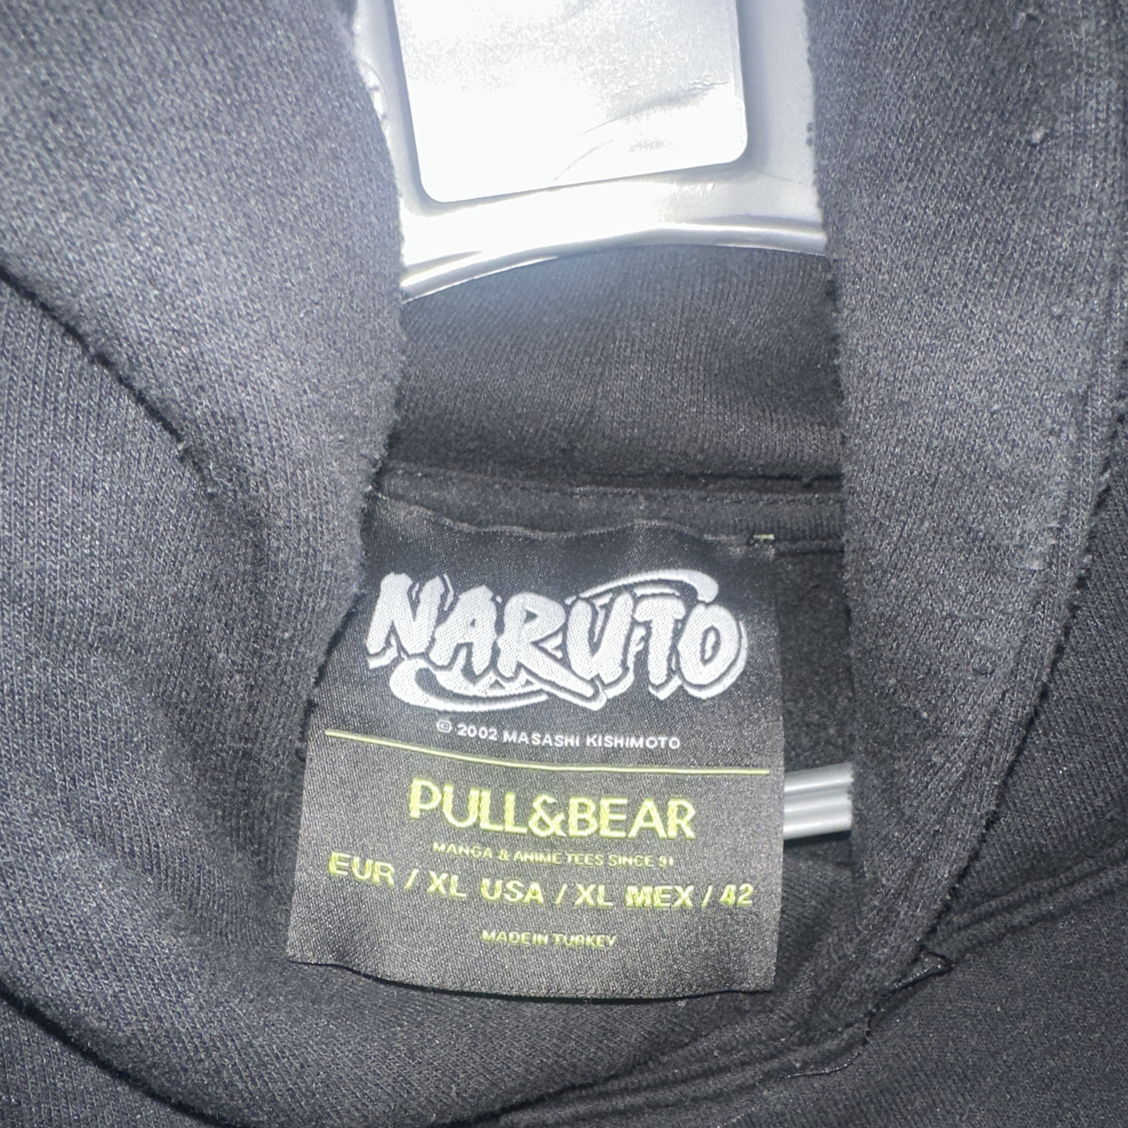 NARUTO
© 2002 MASASHI KISHIMOTO
PULL&BEAR
MANGA & ANIME TEES SINCE 91
EUR / XL USA / XL MEX / 42
MADE IN TURKEY